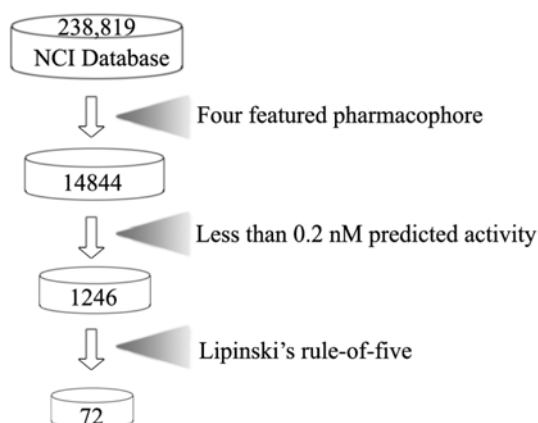 238,819
NCI Database
Four featured pharmacophore
14844
Less than 0.2 nM predicted activity
1246
Lipinski’s rule-of-five
72